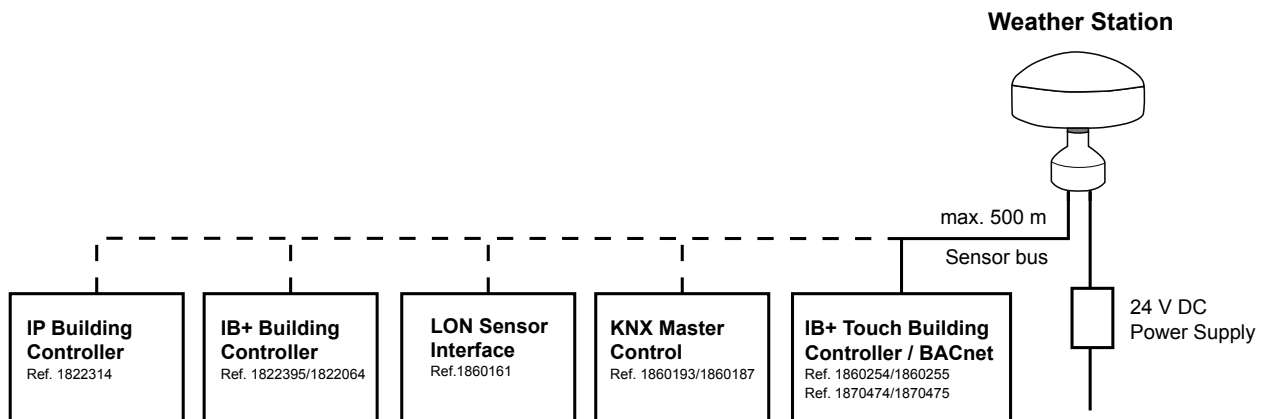 Weather Station
max. 500 m
Sensor bus
24 V DC
Power Supply
IP Building
Controller
Ref. 1822314
IB+ Building
Controller
Ref. 1822395/1822064
LON Sensor
Interface
Ref.1860161
KNX Master
Control
Ref. 1860193/1860187
IB+ Touch Building
Controller / BACnet
Ref. 1860254/1860255
Ref. 1870474/1870475